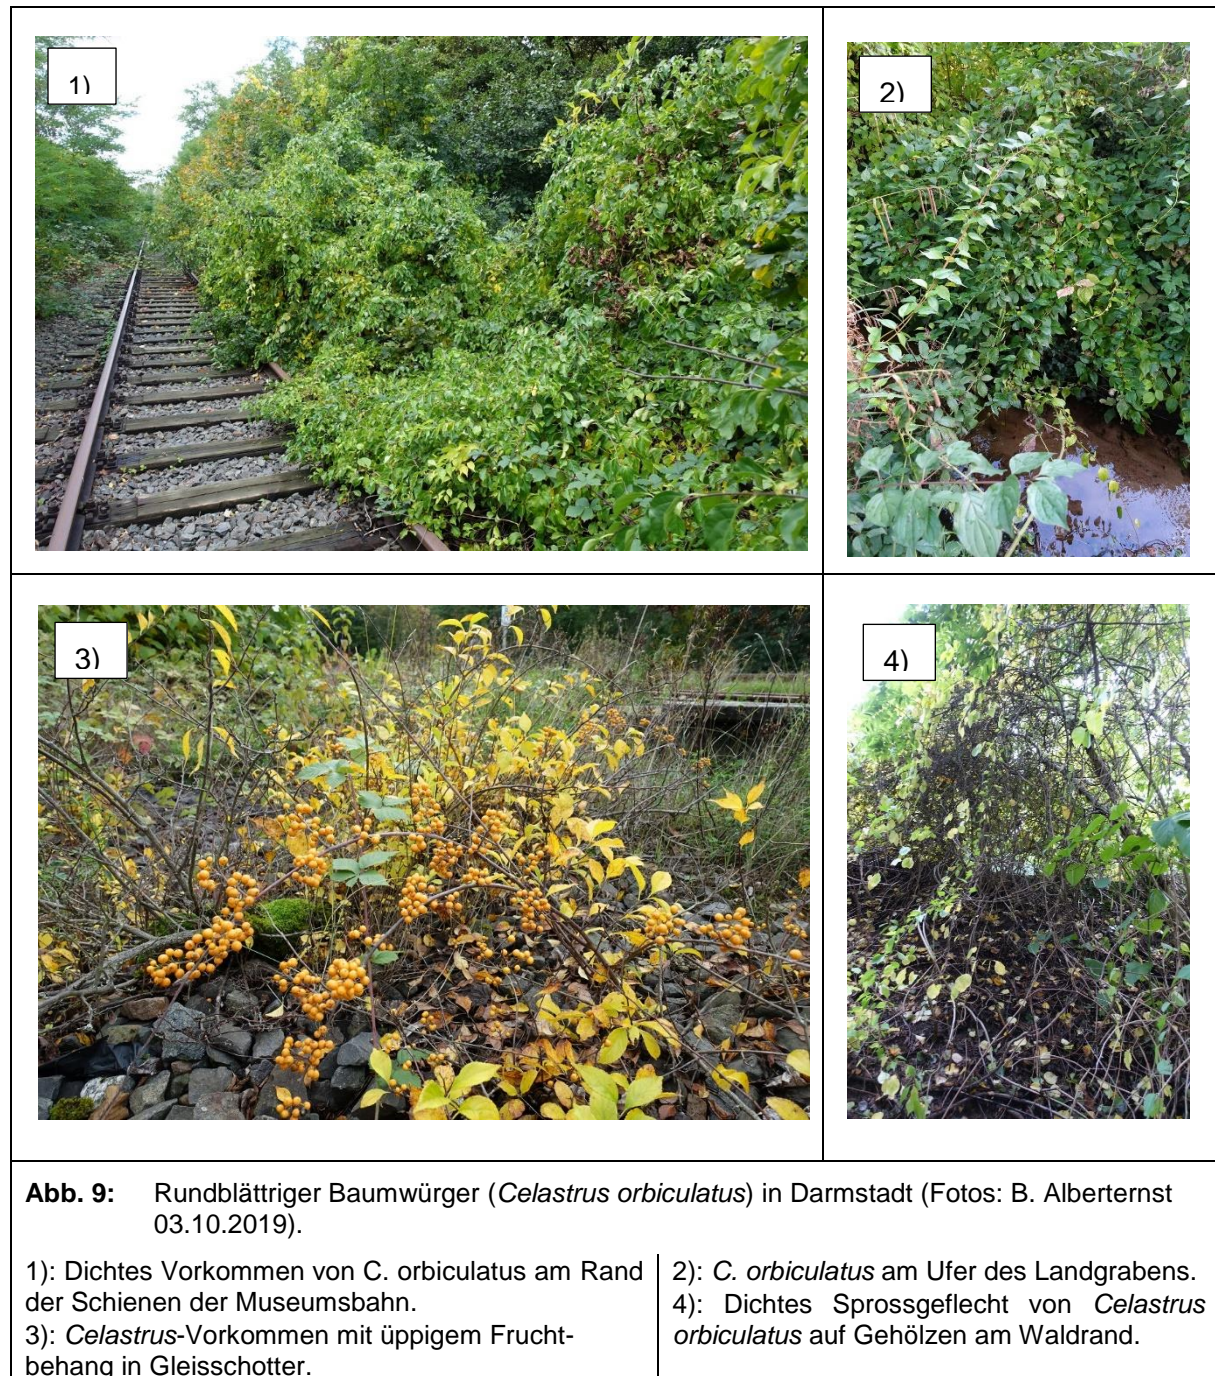 1)
2)
3)
4)
Abb. 9: Rundblättriger Baumwürger (Celastrus orbiculatus) in Darmstadt (Fotos: B. Alberternst
03.10.2019).
1): Dichtes Vorkommen von C. orbiculatus am Rand
der Schienen der Museumsbahn.
3): Celastrus-Vorkommen mit üppigem Frucht-
behang in Gleisschotter.
2): C. orbiculatus am Ufer des Landgrabens.
4): Dichtes Sprossgeflecht von Celastrus
orbiculatus auf Gehölzen am Waldrand.